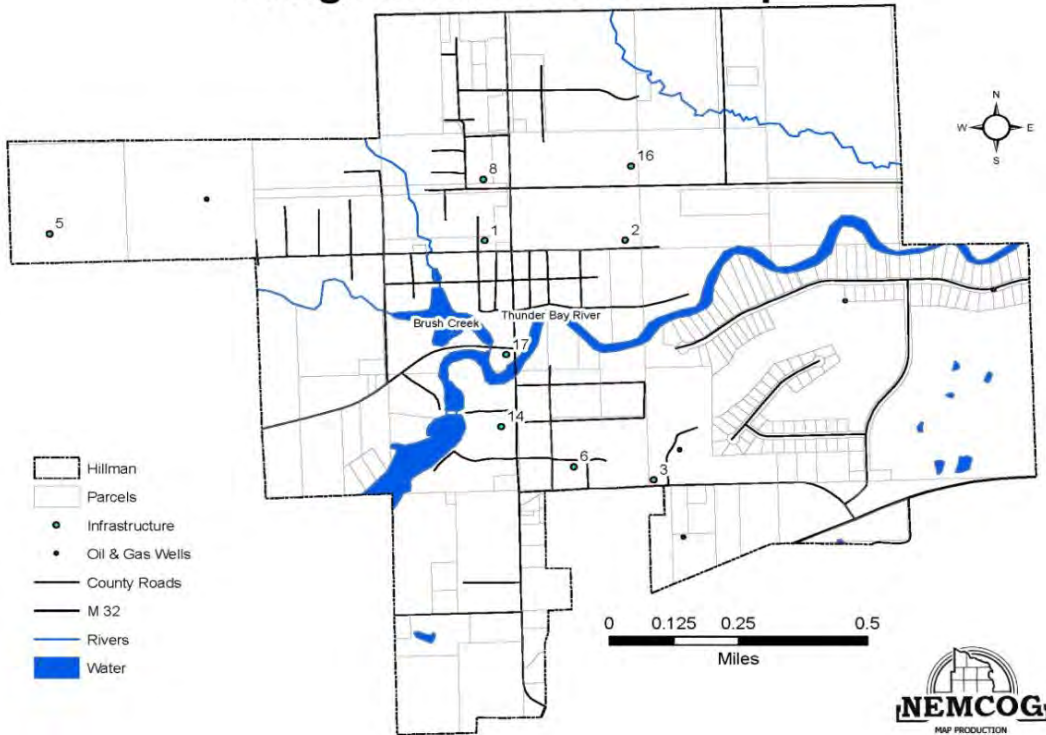 N
W E
S
16
8
5
1
2
Brush Creek
Thunder Bay River
17
14
6
3
Hillman
Parcels
Infrastructure
Oil & Gas Wells
County Roads
M 32
Rivers
Water
0 0.125 0.25 0.5
Miles
NEMCOG
MAP PRODUCTION